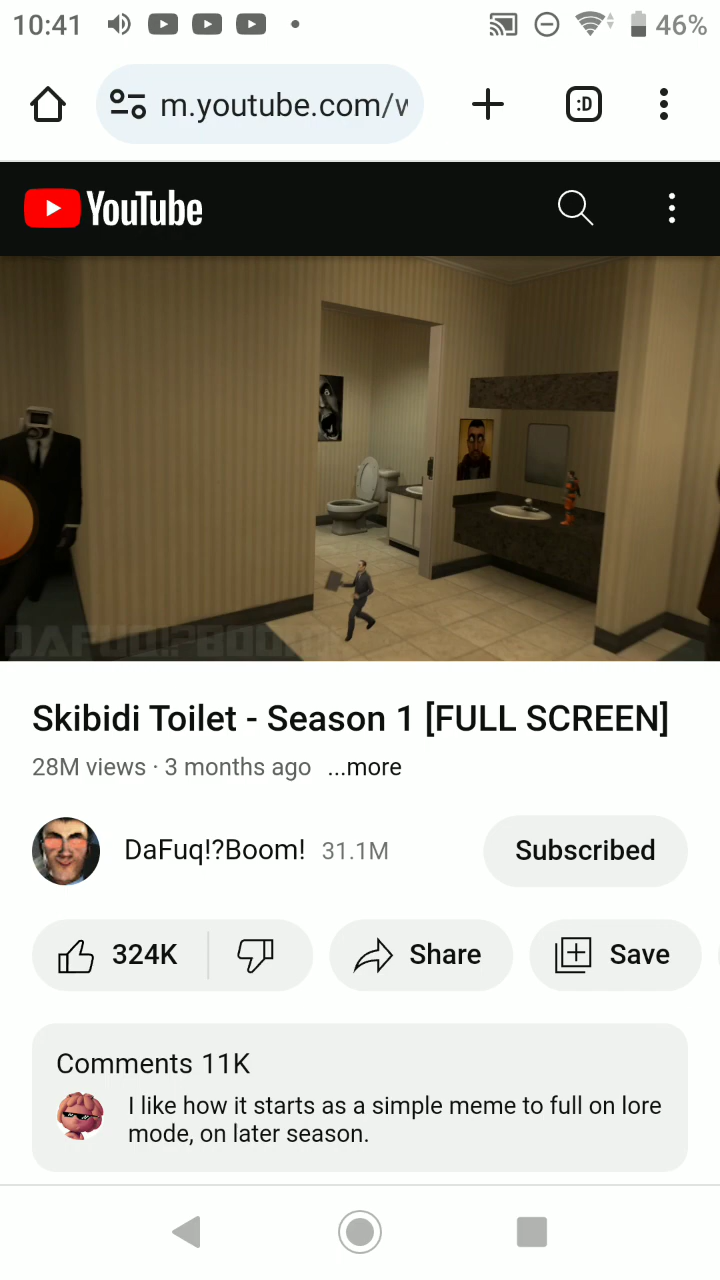 10:41
46%
:D
m.youtube.com/v
YouTube
DAFUQ!?BOOM!
Skibidi Toilet - Season 1 [FULL SCREEN]
28M views · 3 months ago ...more
DaFuq!?Boom! 31.1M
Subscribed
324K
Share
Save
Comments 11K
I like how it starts as a simple meme to full on lore
mode, on later season.